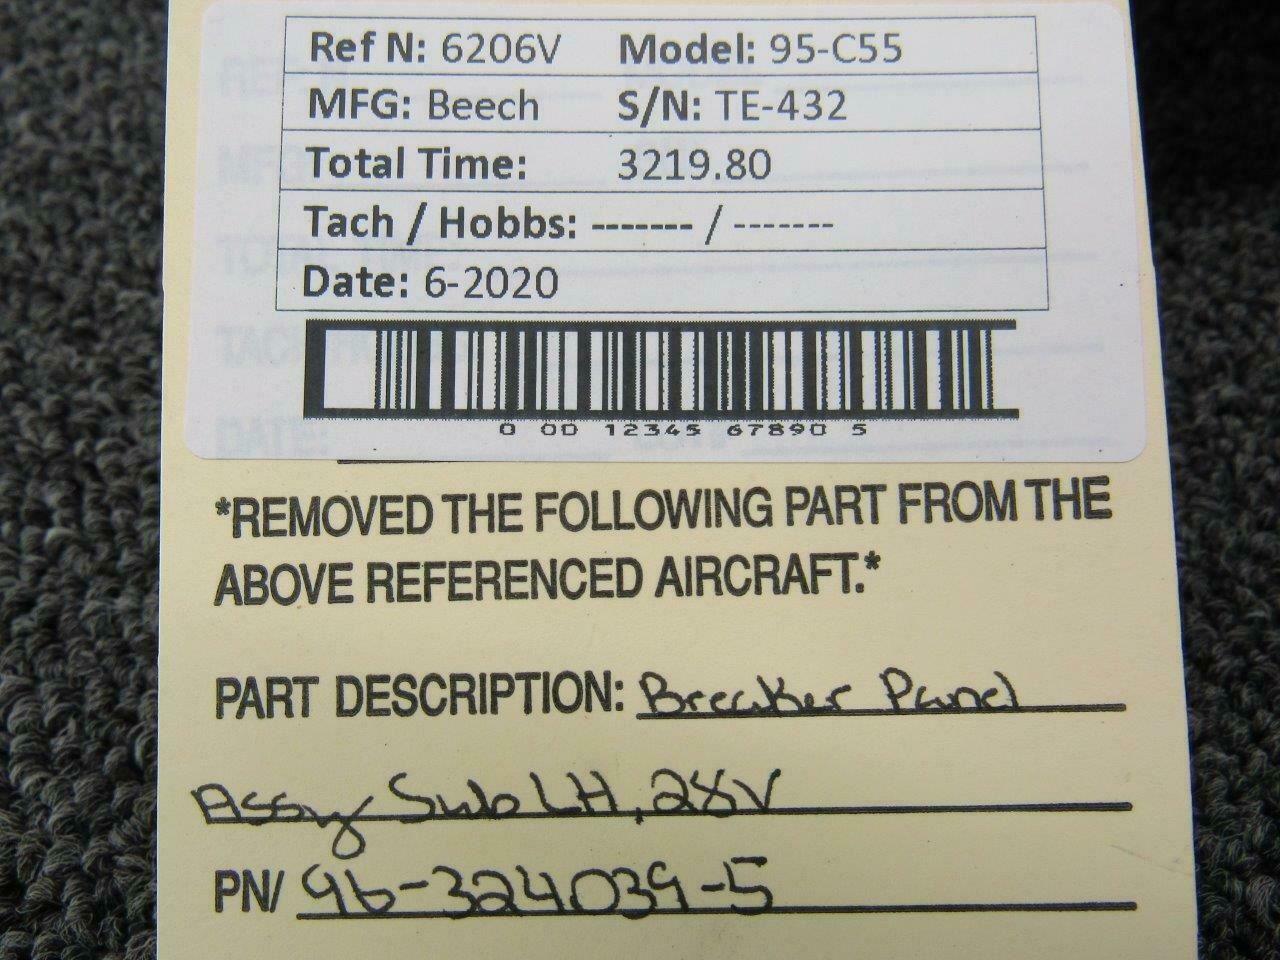 Ref N: 6206V Model: 95-C55
MFG: Beech S/N: TE-432
Total Time: 3219.80
Tach / Hobbs: ------- / -------
Date: 6-2020
0 00 12345 67890 5
*REMOVED THE FOLLOWING PART FROM THE
ABOVE REFERENCED AIRCRAFT.*
PART DESCRIPTION: Breaker Panel
Assy Sub LH, 28V
PN/ 96-324039-5